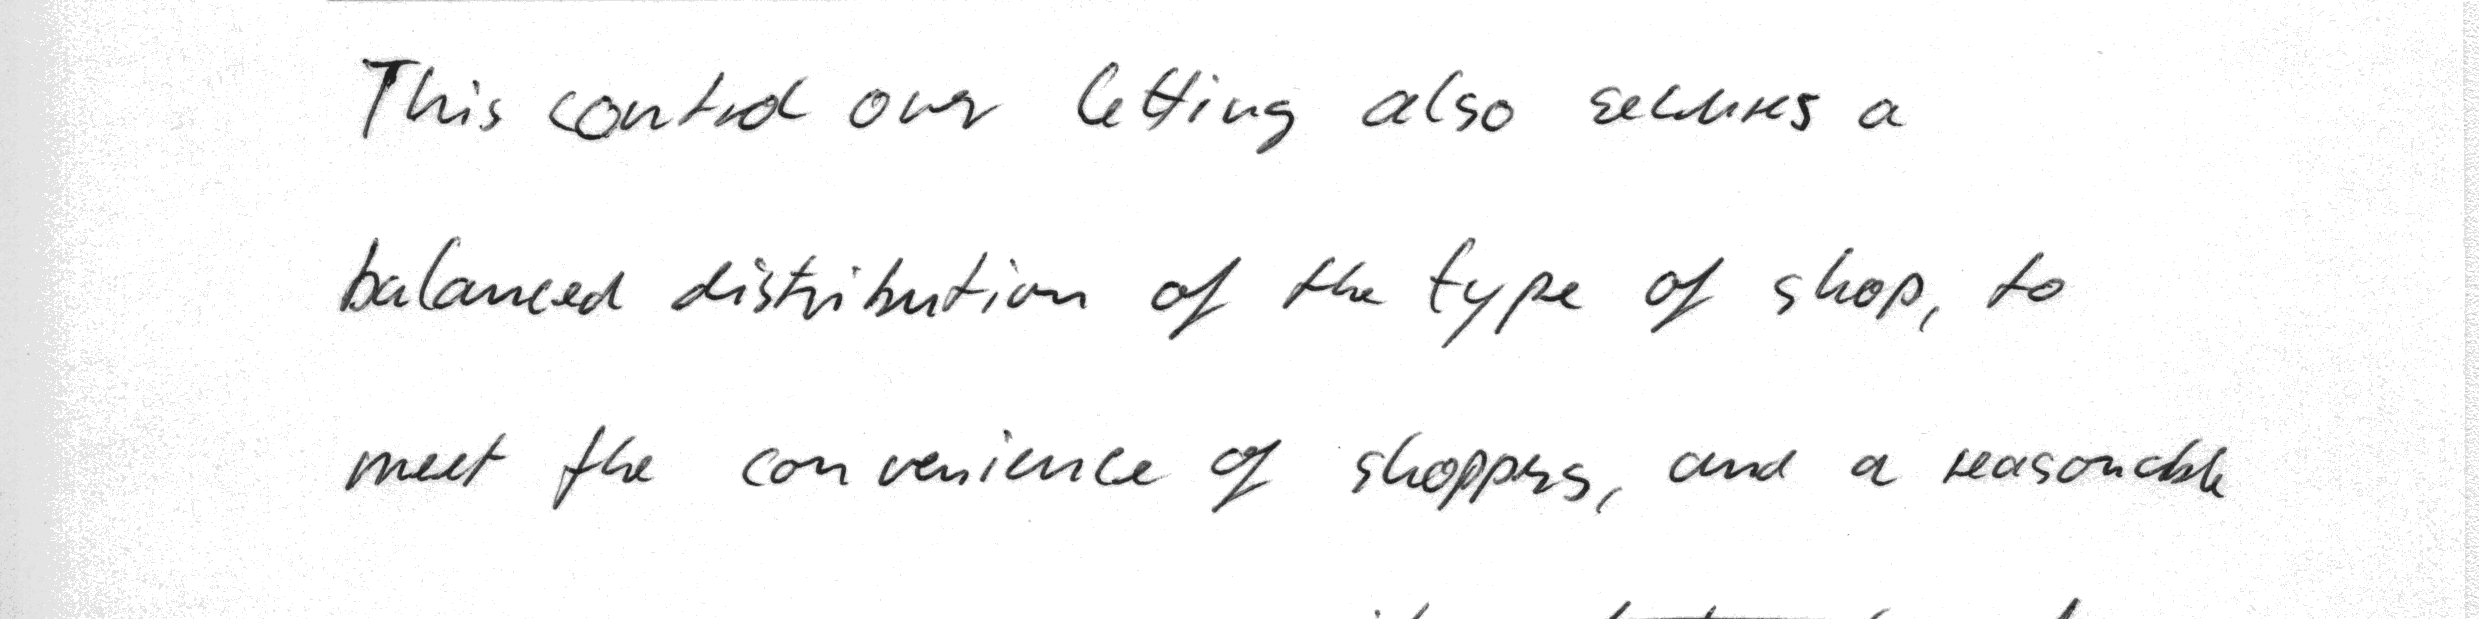 This control over letting also secures a
balanced distribution of the type of shop, to
meet the convenience of shoppers, and a reasonable